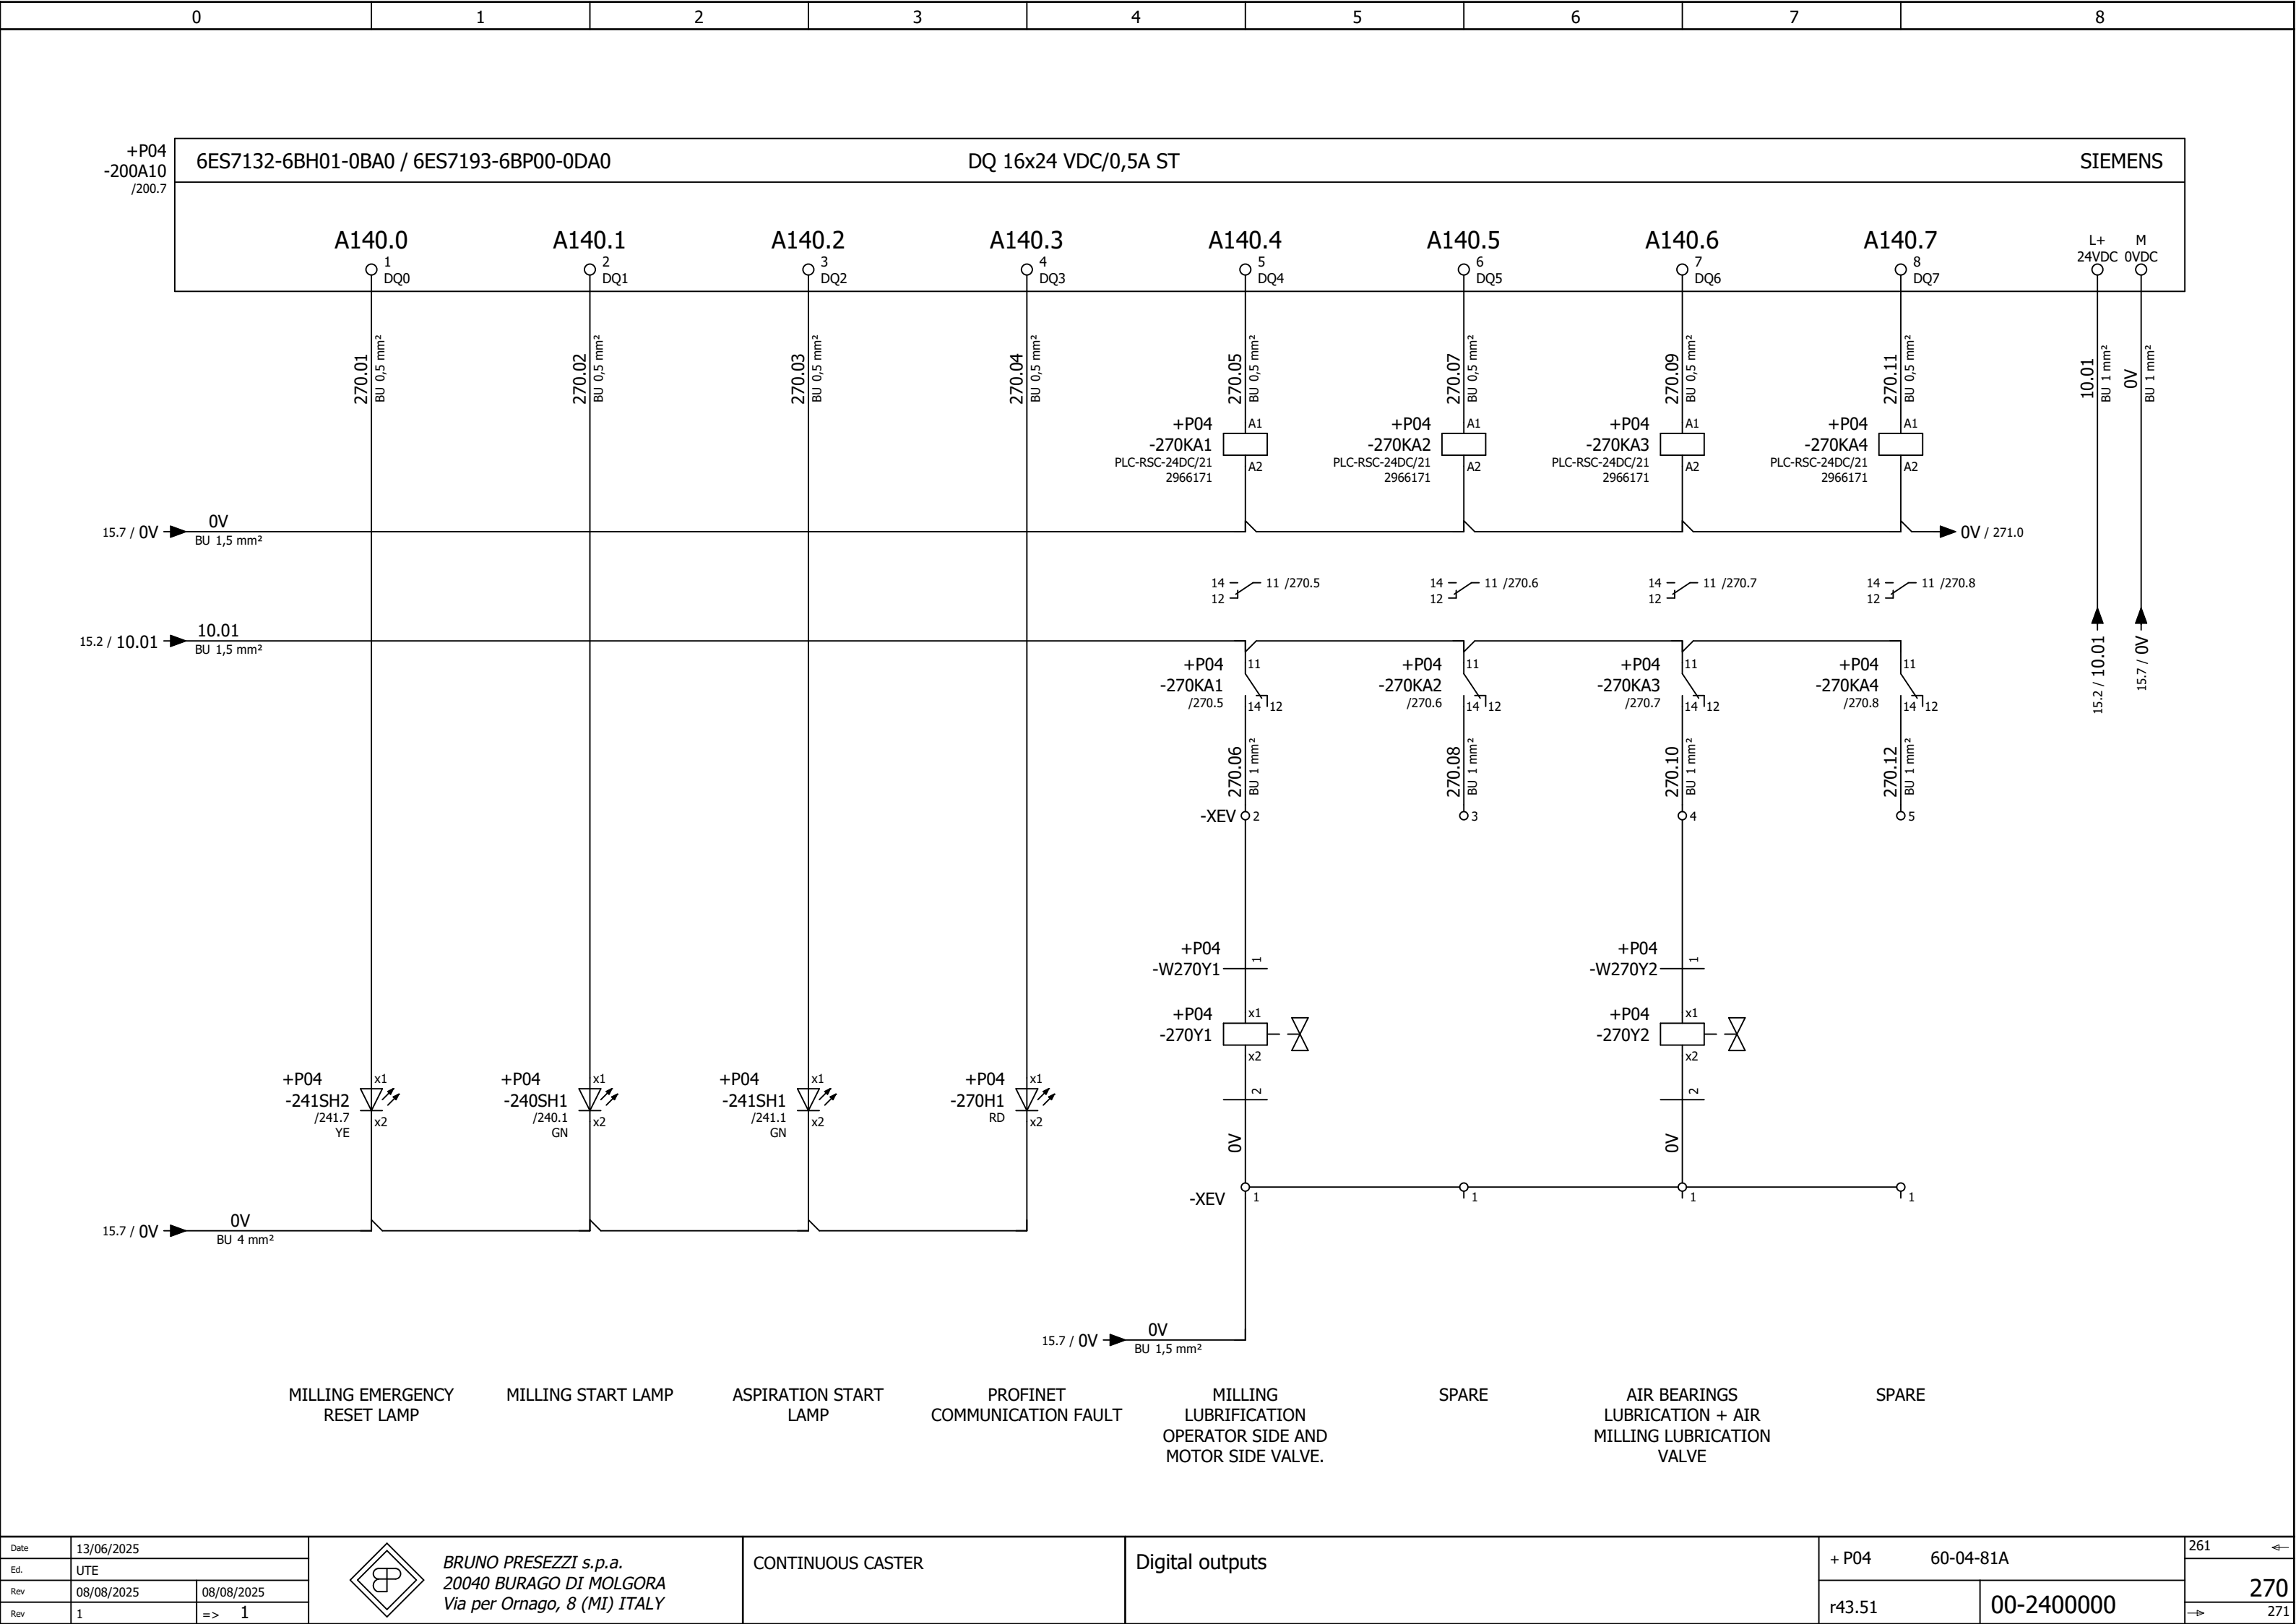 0 1 2 3 4 5 6 7 8
+P04
-200A10
/200.7
6ES7132-6BH01-0BA0 / 6ES7193-6BP00-0DA0 DQ 16x24 VDC/0,5A ST SIEMENS
A140.0 A140.1 A140.2 A140.3 A140.4 A140.5 A140.6 A140.7
L+ M
24VDC 0VDC
1 2 3 4 5 6 7 8
DQ0 DQ1 DQ2 DQ3 DQ4 DQ5 DQ6 DQ7
270.01 BU 0,5 mm²
270.02 BU 0,5 mm²
270.03 BU 0,5 mm²
270.04 BU 0,5 mm²
270.05 BU 0,5 mm²
270.07 BU 0,5 mm²
270.09 BU 0,5 mm²
270.11 BU 0,5 mm²
10.01 BU 1 mm²
0V BU 1 mm²
+P04 A1 +P04 A1 +P04 A1 +P04 A1
-270KA1 -270KA2 -270KA3 -270KA4
PLC-RSC-24DC/21 A2 PLC-RSC-24DC/21 A2 PLC-RSC-24DC/21 A2 PLC-RSC-24DC/21 A2
2966171 2966171 2966171 2966171
15.7 / 0V 0V
BU 1,5 mm²
0V / 271.0
14 11 /270.5 14 11 /270.6 14 11 /270.7 14 11 /270.8
12 12 12 12
15.2 / 10.01 10.01
BU 1,5 mm²
15.2 / 10.01
15.7 / 0V
+P04 11 +P04 11 +P04 11 +P04 11
-270KA1 -270KA2 -270KA3 -270KA4
/270.5 14 12 /270.6 14 12 /270.7 14 12 /270.8 14 12
270.06 BU 1 mm²
270.08 BU 1 mm²
270.10 BU 1 mm²
270.12 BU 1 mm²
-XEV 2 3 4 5
+P04 +P04
-W270Y1 1 -W270Y2 1
+P04 x1 +P04 x1
-270Y1 -270Y2
x2 x2
2 2
0V 0V
+P04 x1 +P04 x1 +P04 x1 +P04 x1
-241SH2 -240SH1 -241SH1 -270H1
/241.7 x2 /240.1 x2 /241.1 x2 RD x2
YE GN GN
-XEV 1 1 1 1
15.7 / 0V 0V
BU 4 mm²
15.7 / 0V 0V
BU 1,5 mm²
MILLING EMERGENCY
RESET LAMP
MILLING START LAMP
ASPIRATION START
LAMP
PROFINET
COMMUNICATION FAULT
MILLING
LUBRIFICATION
OPERATOR SIDE AND
MOTOR SIDE VALVE.
SPARE
AIR BEARINGS
LUBRICATION + AIR
MILLING LUBRICATION
VALVE
SPARE
Date 13/06/2025
Ed. UTE
Rev 08/08/2025 08/08/2025
Rev 1 => 1
BP
BRUNO PRESEZZI s.p.a.
20040 BURAGO DI MOLGORA
Via per Ornago, 8 (MI) ITALY
CONTINUOUS CASTER
Digital outputs
+ P04 60-04-81A
r43.51 00-2400000
261
270
271